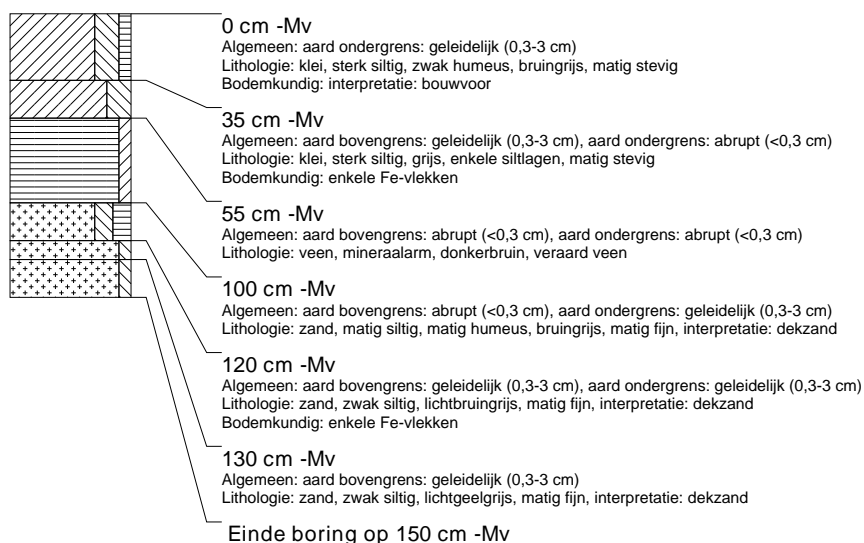 0 cm -Mv
Algemeen: aard ondergrens: geleidelijk (0,3-3 cm)
Lithologie: klei, sterk siltig, zwak humeus, bruingrijs, matig stevig
Bodemkundig: interpretatie: bouwvoor
35 cm -Mv
Algemeen: aard bovengrens: geleidelijk (0,3-3 cm), aard ondergrens: abrupt (<0,3 cm)
Lithologie: klei, sterk siltig, grijs, enkele siltlagen, matig stevig
Bodemkundig: enkele Fe-vlekken
55 cm -Mv
Algemeen: aard bovengrens: abrupt (<0,3 cm), aard ondergrens: abrupt (<0,3 cm)
Lithologie: veen, mineraalarm, donkerbruin, veraard veen
100 cm -Mv
Algemeen: aard bovengrens: abrupt (<0,3 cm), aard ondergrens: geleidelijk (0,3-3 cm)
Lithologie: zand, matig siltig, matig humeus, bruingrijs, matig fijn, interpretatie: dekzand
120 cm -Mv
Algemeen: aard bovengrens: geleidelijk (0,3-3 cm), aard ondergrens: geleidelijk (0,3-3 cm)
Lithologie: zand, zwak siltig, lichtbruingrijs, matig fijn, interpretatie: dekzand
Bodemkundig: enkele Fe-vlekken
130 cm -Mv
Algemeen: aard bovengrens: geleidelijk (0,3-3 cm)
Lithologie: zand, zwak siltig, lichtgeelgrijs, matig fijn, interpretatie: dekzand
Einde boring op 150 cm -Mv